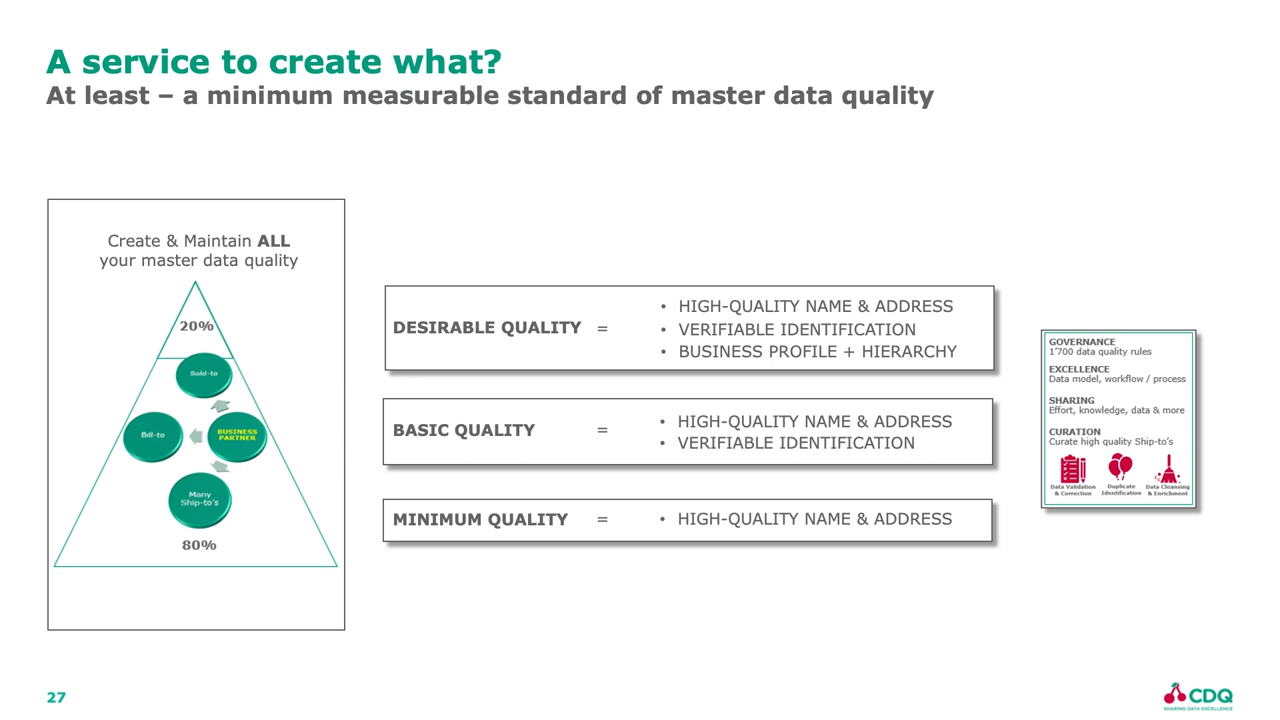 A service to create what?
At least – a minimum measurable standard of master data quality
Create & Maintain ALL
your master data quality
20%
Sold-to
Bill-to
BUSINESS
PARTNER
Many
Ship-to's
80%
DESIRABLE QUALITY =
• HIGH-QUALITY NAME & ADDRESS
• VERIFIABLE IDENTIFICATION
• BUSINESS PROFILE + HIERARCHY
BASIC QUALITY =
• HIGH-QUALITY NAME & ADDRESS
• VERIFIABLE IDENTIFICATION
MINIMUM QUALITY = • HIGH-QUALITY NAME & ADDRESS
GOVERNANCE
1'700 data quality rules
EXCELLENCE
Data model, workflow / process
SHARING
Effort, knowledge, data & more
CURATION
Curate high quality Ship-to's
Data Validation
& Correction
Duplicate
Identification
Data Cleansing
& Enrichment
27
CDQ
SHARING DATA EXCELLENCE